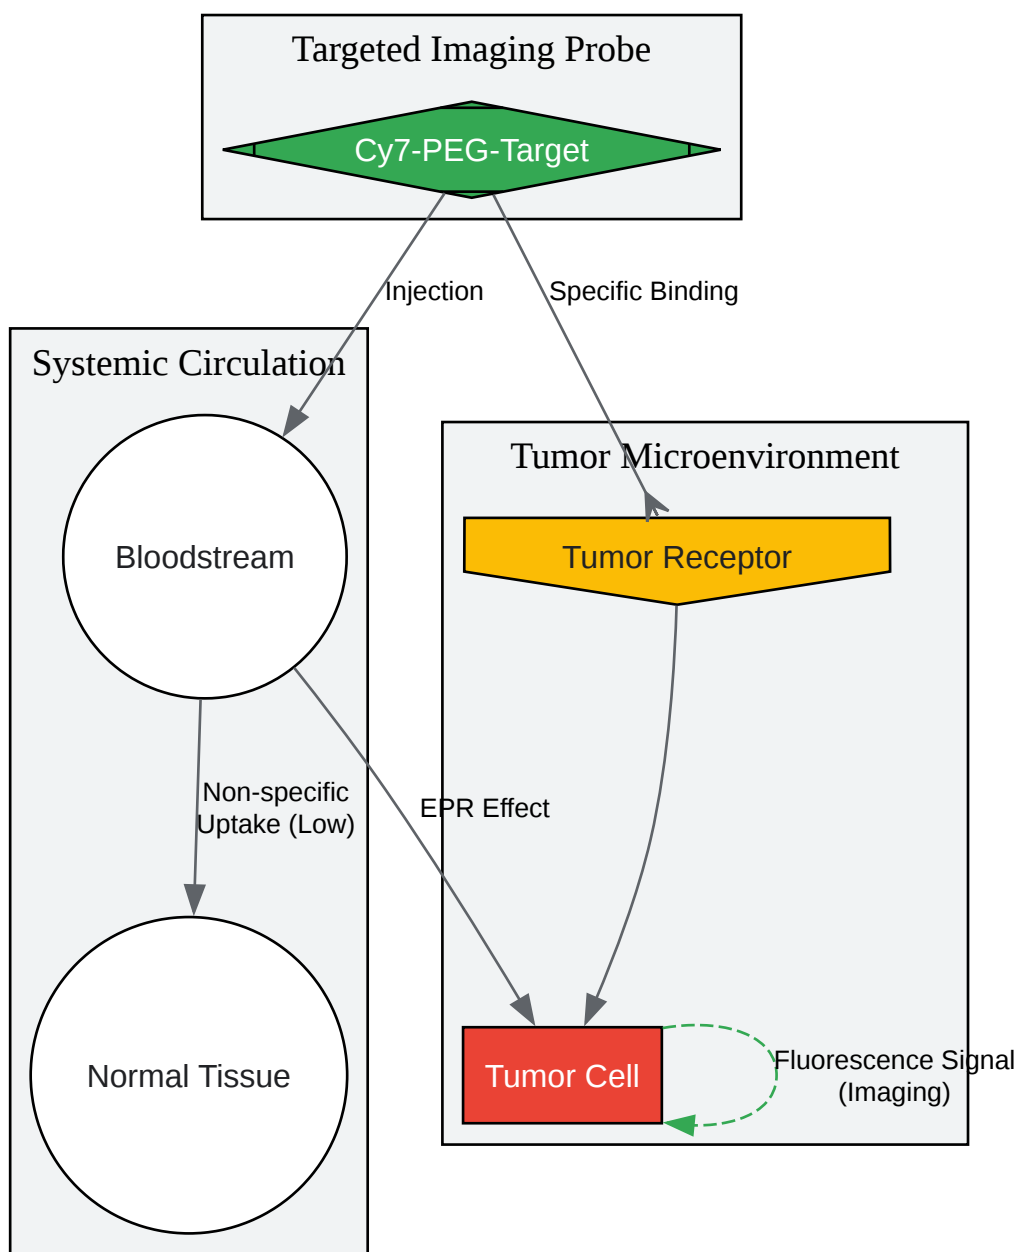 Targeted Imaging Probe
Cy7-PEG-Target
Injection
Specific Binding
Systemic Circulation
Tumor Microenvironment
Bloodstream
Tumor Receptor
Non-specific
Uptake (Low)
EPR Effect
Normal Tissue
Tumor Cell
Fluorescence Signal
(Imaging)